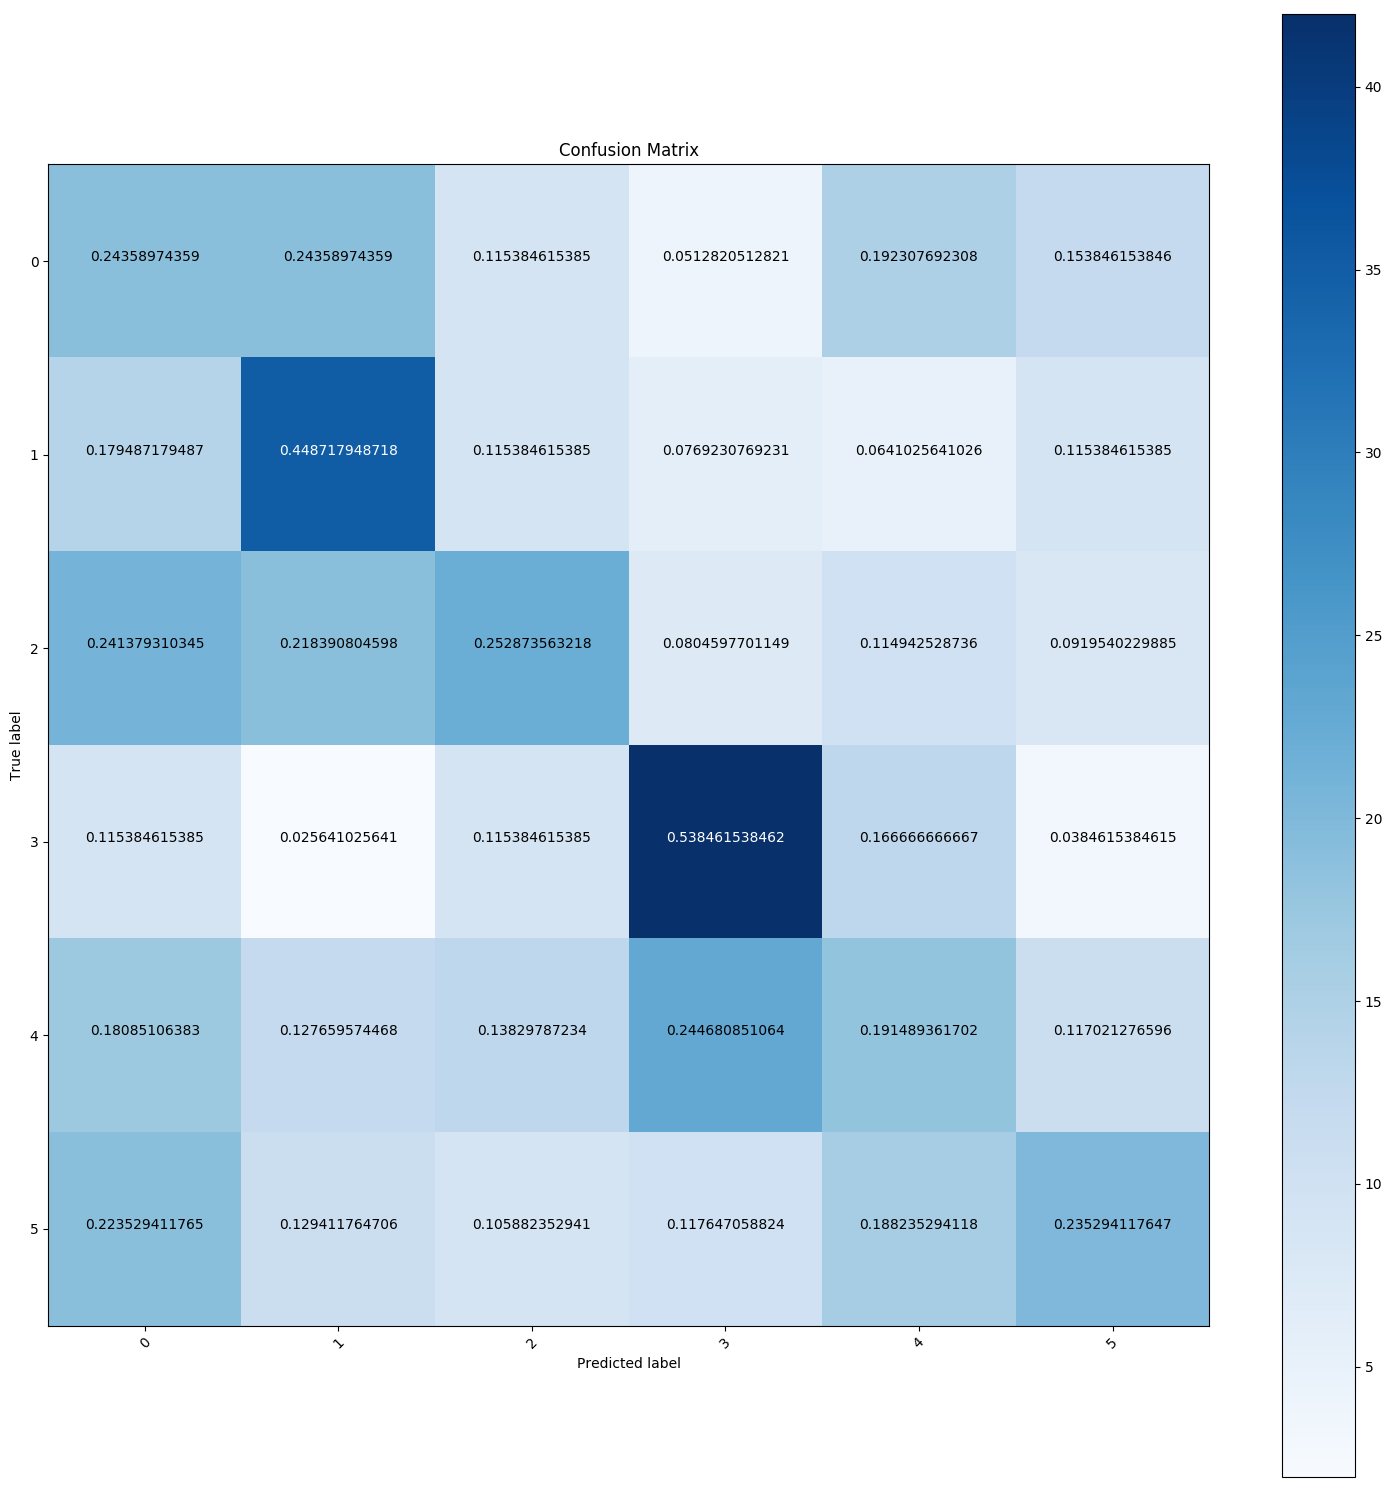 Confusion Matrix
0 0.24358974359 0.24358974359 0.115384615385 0.0512820512821 0.192307692308 0.153846153846
1 0.179487179487 0.448717948718 0.115384615385 0.0769230769231 0.0641025641026 0.115384615385
2 0.241379310345 0.218390804598 0.252873563218 0.0804597701149 0.114942528736 0.0919540229885
3 0.115384615385 0.025641025641 0.115384615385 0.538461538462 0.166666666667 0.0384615384615
4 0.18085106383 0.127659574468 0.13829787234 0.244680851064 0.191489361702 0.117021276596
5 0.223529411765 0.129411764706 0.105882352941 0.117647058824 0.188235294118 0.235294117647
0 1 2 3 4 5
Predicted label
True label
40
35
30
25
20
15
10
5